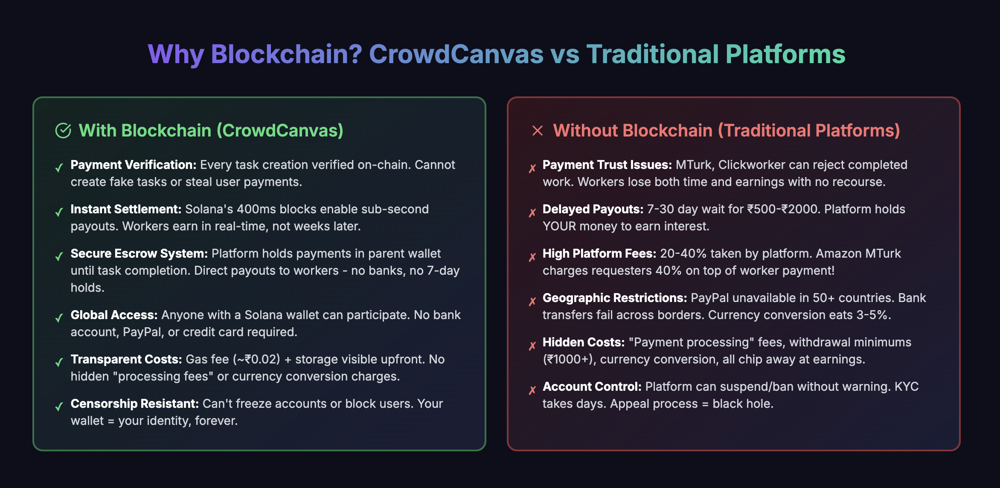 Why Blockchain? CrowdCanvas vs Traditional Platforms
With Blockchain (CrowdCanvas)
✓ Payment Verification: Every task creation verified on-chain. Cannot
create fake tasks or steal user payments.
✓ Instant Settlement: Solana's 400ms blocks enable sub-second
payouts. Workers earn in real-time, not weeks later.
✓ Secure Escrow System: Platform holds payments in parent wallet
until task completion. Direct payouts to workers - no banks, no 7-day
holds.
✓ Global Access: Anyone with a Solana wallet can participate. No bank
account, PayPal, or credit card required.
✓ Transparent Costs: Gas fee (~₹0.02) + storage visible upfront. No
hidden "processing fees" or currency conversion charges.
✓ Censorship Resistant: Can't freeze accounts or block users. Your
wallet = your identity, forever.
Without Blockchain (Traditional Platforms)
✗ Payment Trust Issues: MTurk, Clickworker can reject completed
work. Workers lose both time and earnings with no recourse.
✗ Delayed Payouts: 7-30 day wait for ₹500-₹2000. Platform holds
YOUR money to earn interest.
✗ High Platform Fees: 20-40% taken by platform. Amazon MTurk
charges requesters 40% on top of worker payment!
✗ Geographic Restrictions: PayPal unavailable in 50+ countries. Bank
transfers fail across borders. Currency conversion eats 3-5%.
✗ Hidden Costs: "Payment processing" fees, withdrawal minimums
(₹1000+), currency conversion, all chip away at earnings.
✗ Account Control: Platform can suspend/ban without warning. KYC
takes days. Appeal process = black hole.